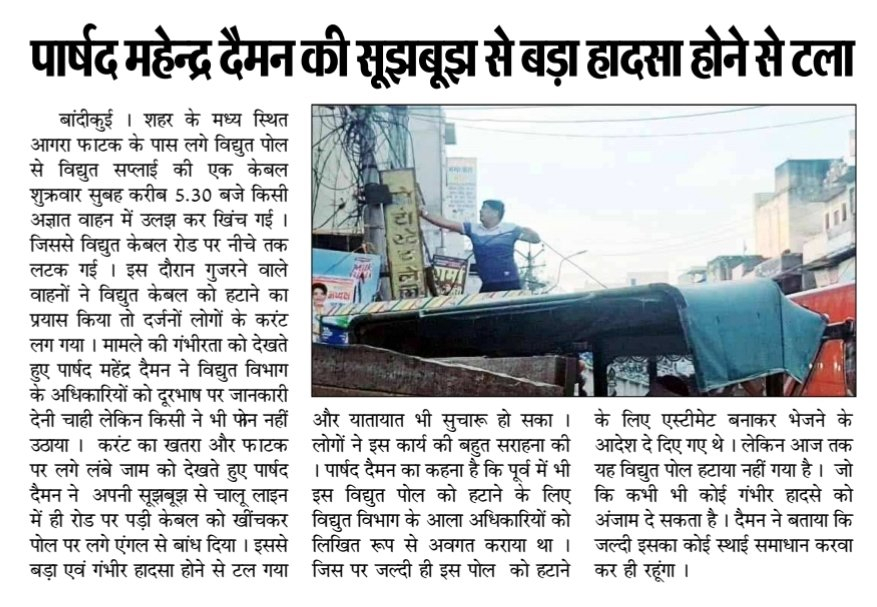 पार्षद महेन्द्र दैमन की सूझबूझ से बड़ा हादसा होने से टला
बांदीकुई । शहर के मध्य स्थित
आगरा फाटक के पास लगे विद्युत पोल
से विद्युत सप्लाई की एक केबल
शुक्रवार सुबह करीब 5.30 बजे किसी
अज्ञात वाहन में उलझ कर खिंच गई ।
जिससे विद्युत केबल रोड पर नीचे तक
लटक गई । इस दौरान गुजरने वाले
वाहनों ने विद्युत केबल को हटाने का
प्रयास किया तो दर्जनों लोगों के करंट
लग गया । मामले की गंभीरता को देखते
हुए पार्षद महेंद्र दैमन ने विद्युत विभाग
के अधिकारियों को दूरभाष पर जानकारी
देनी चाही लेकिन किसी ने भी फोन नहीं
उठाया । करंट का खतरा और फाटक
पर लगे लंबे जाम को देखते हुए पार्षद
दैमन ने अपनी सूझबूझ से चालू लाइन
में ही रोड पर पड़ी केबल को खींचकर
पोल पर लगे एंगल से बांध दिया । इससे
बड़ा एवं गंभीर हादसा होने से टल गया
और यातायात भी सुचारू हो सका ।
लोगों ने इस कार्य की बहुत सराहना की
। पार्षद दैमन का कहना है कि पूर्व में भी
इस विद्युत पोल को हटाने के लिए
विद्युत विभाग के आला अधिकारियों को
लिखित रूप से अवगत कराया था ।
जिस पर जल्दी ही इस पोल को हटाने
के लिए एस्टीमेट बनाकर भेजने के
आदेश दे दिए गए थे । लेकिन आज तक
यह विद्युत पोल हटाया नहीं गया है । जो
कि कभी भी कोई गंभीर हादसे को
अंजाम दे सकता है । दैमन ने बताया कि
जल्दी इसका कोई स्थाई समाधान करवा
कर ही रहूंगा ।